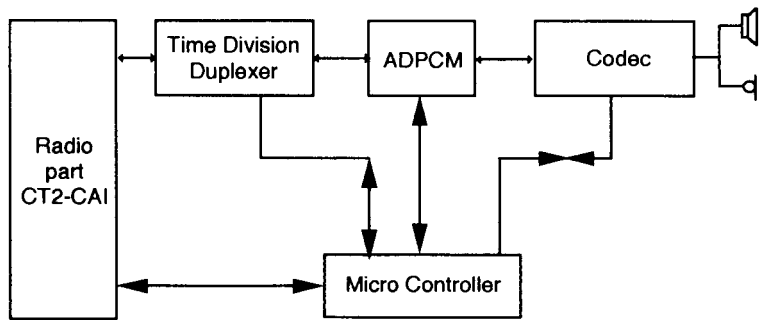 Time Division
Duplexer
ADPCM
Codec
Radio
part
CT2-CAI
Micro Controller